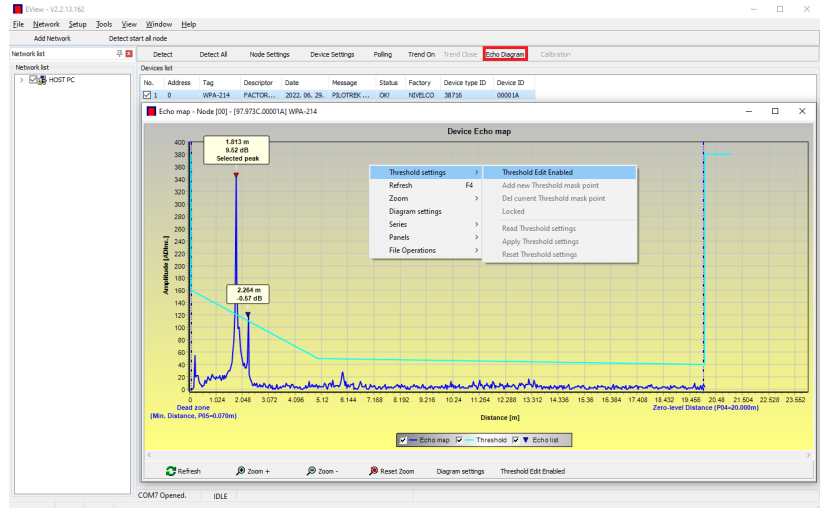 EView - V2.2.13.162
File Network Setup Tools View Window Help
Add Network Detect start all node
Network list
Detect Detect All Node Settings Device Settings Polling Trend On Trend Close Echo Diagram Calibration
Network list
HOST PC
Devices list
No. Address Tag Descriptor Date Message Status Factory Device type ID Device ID
1 0 WPA-214 FACTOR... 2022. 06. 29. PILOTREK ... OK! NIVELCO 38716 00001A
Echo map - Node [00] - [97.973C.00001A] WPA-214
Device Echo map
Amplitude [ADInc.]
400
380
360
340
320
300
280
260
240
220
200
180
160
140
120
100
80
60
40
20
0
1.813 m
9.52 dB
Selected peak
2.264 m
-0.57 dB
Threshold settings
Refresh F4
Zoom
Diagram settings
Series
Panels
File Operations
Threshold Edit Enabled
Add new Threshold mask point
Del current Threshold mask point
Locked
Read Threshold settings
Apply Threshold settings
Reset Threshold settings
0 1.024 2.048 3.072 4.096 5.12 6.144 7.168 8.192 9.216 10.24 11.264 12.288 13.312 14.336 15.36 16.384 17.408 18.432 19.456 20.48 21.504 22.528 23.552
Dead zone
(Min. Distance, P05=0.070m)
Zero-level Distance (P04=20.000m)
Distance [m]
Echo map Threshold Echo list
Refresh Zoom + Zoom - Reset Zoom Diagram settings Threshold Edit Enabled
COM7 Opened. IDLE